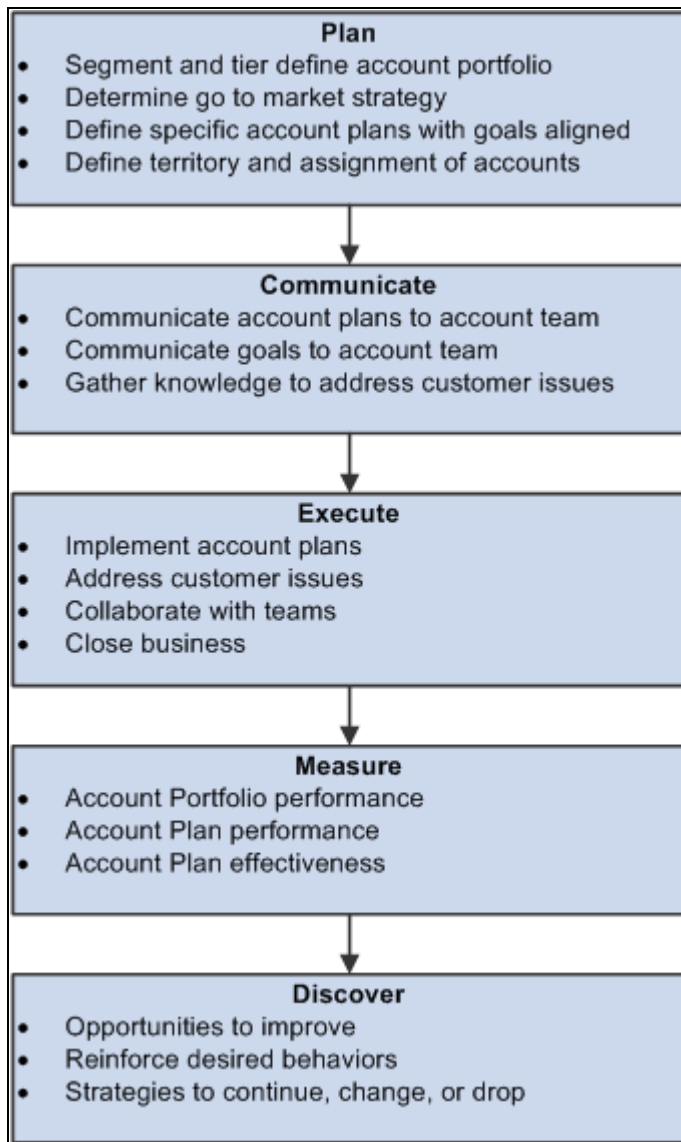 Plan
• Segment and tier define account portfolio
• Determine go to market strategy
• Define specific account plans with goals aligned
• Define territory and assignment of accounts
Communicate
• Communicate account plans to account team
• Communicate goals to account team
• Gather knowledge to address customer issues
Execute
• Implement account plans
• Address customer issues
• Collaborate with teams
• Close business
Measure
• Account Portfolio performance
• Account Plan performance
• Account Plan effectiveness
Discover
• Opportunities to improve
• Reinforce desired behaviors
• Strategies to continue, change, or drop